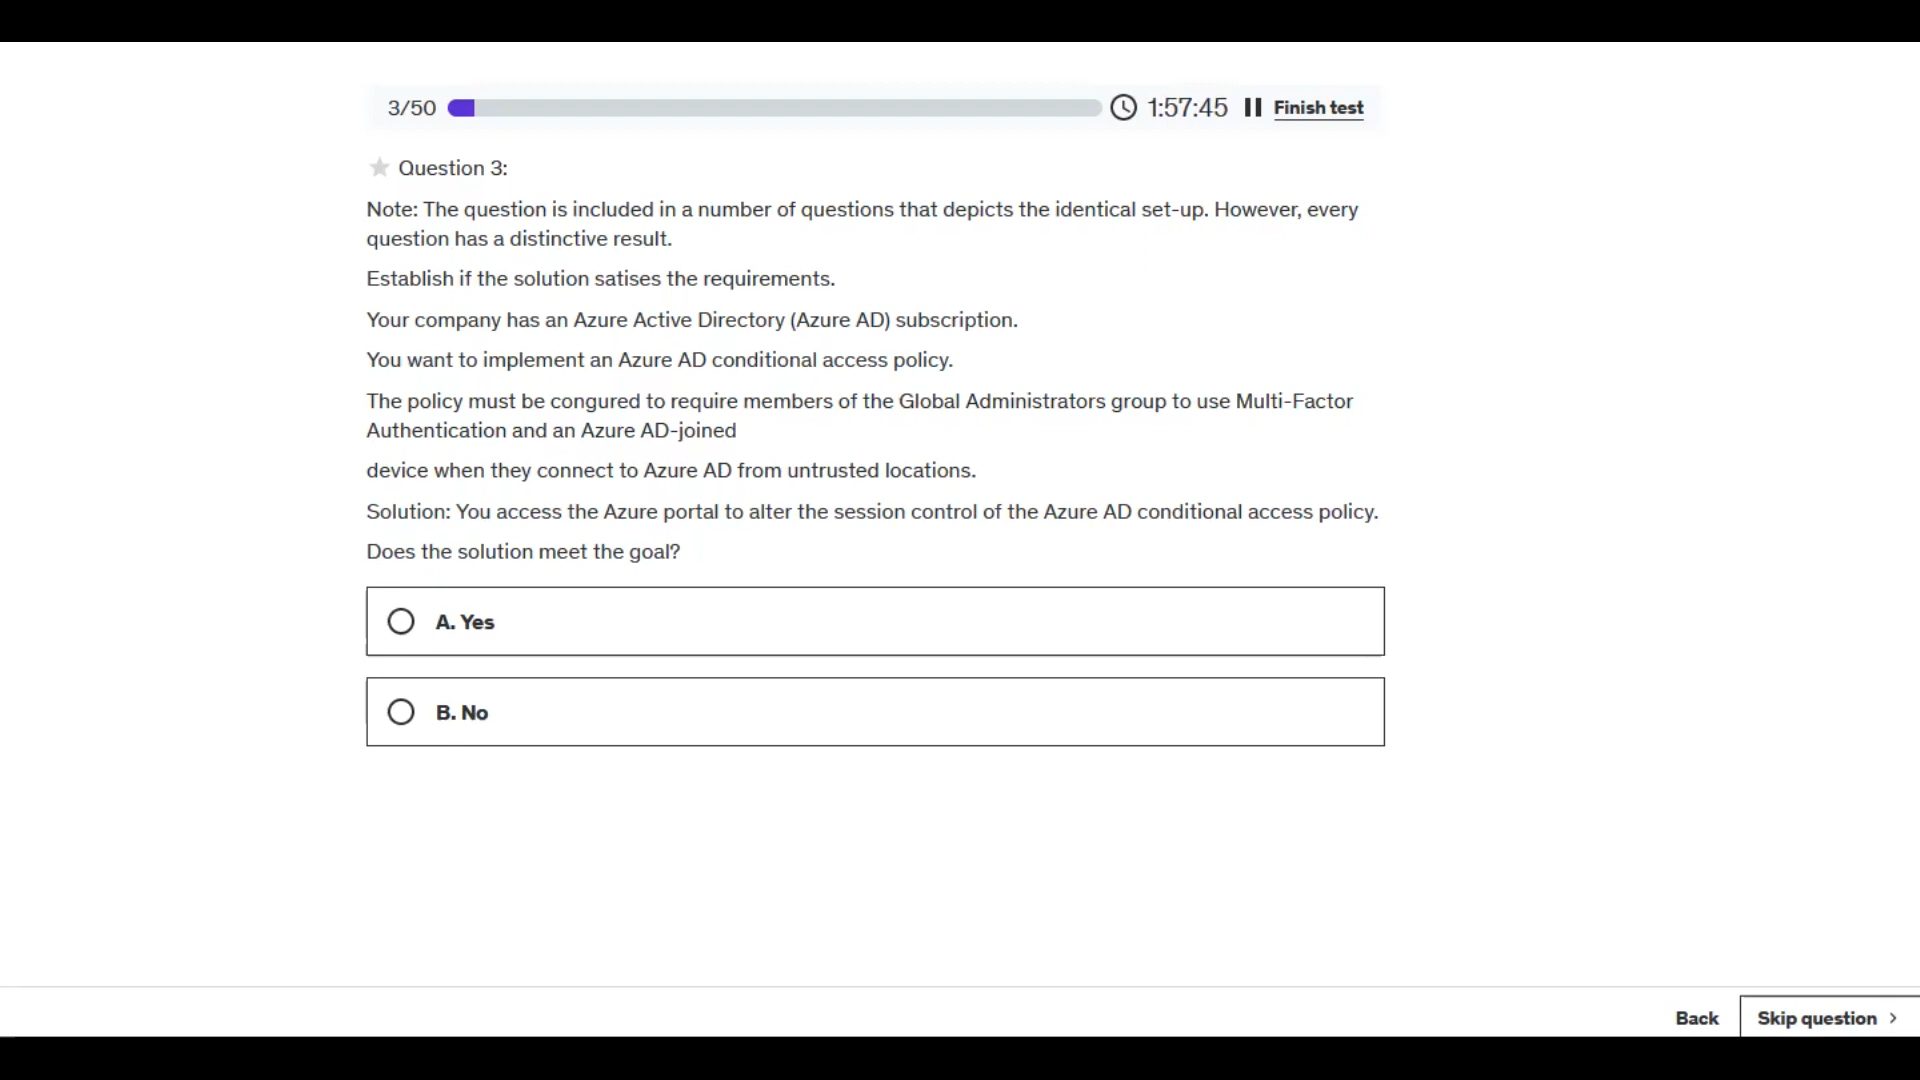 3/50 1:57:45 Finish test
Question 3:
Note: The question is included in a number of questions that depicts the identical set-up. However, every
question has a distinctive result.
Establish if the solution satises the requirements.
Your company has an Azure Active Directory (Azure AD) subscription.
You want to implement an Azure AD conditional access policy.
The policy must be congured to require members of the Global Administrators group to use Multi-Factor
Authentication and an Azure AD-joined
device when they connect to Azure AD from untrusted locations.
Solution: You access the Azure portal to alter the session control of the Azure AD conditional access policy.
Does the solution meet the goal?
A. Yes
B. No
Back Skip question